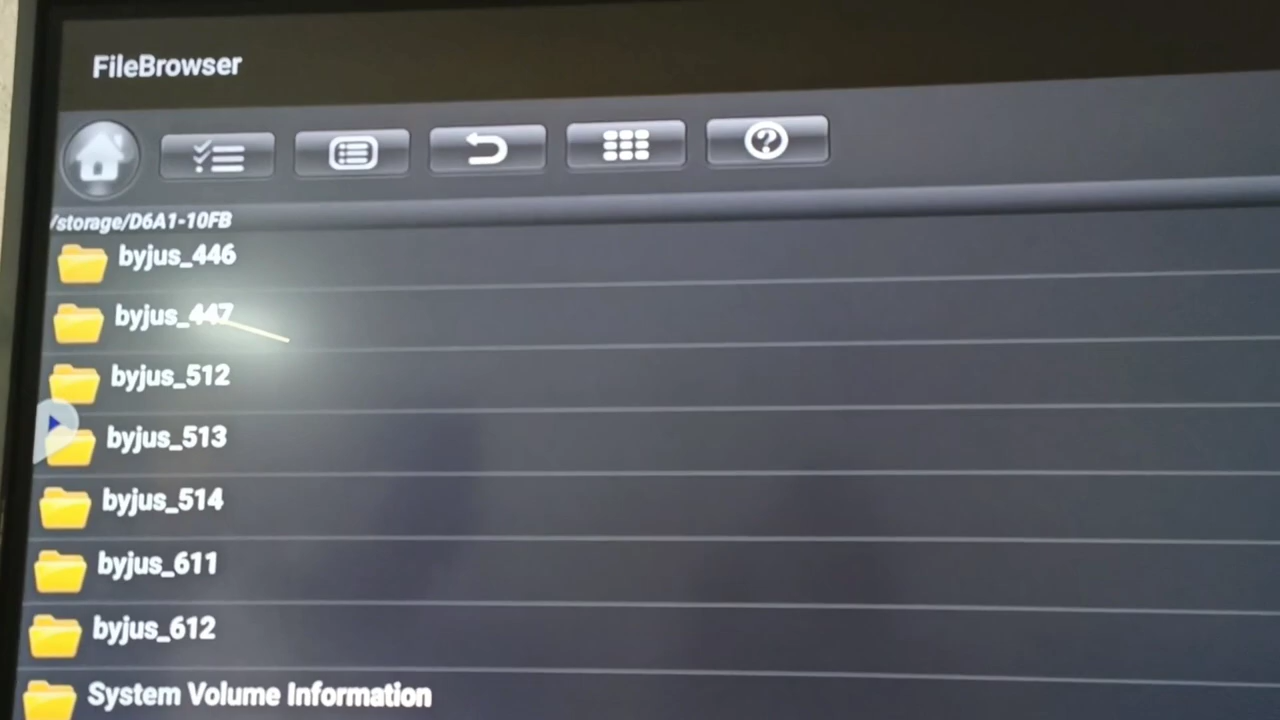 FileBrowser
/storage/D6A1-10FB
byjus_446
byjus_447
byjus_512
byjus_513
byjus_514
byjus_611
byjus_612
System Volume Information